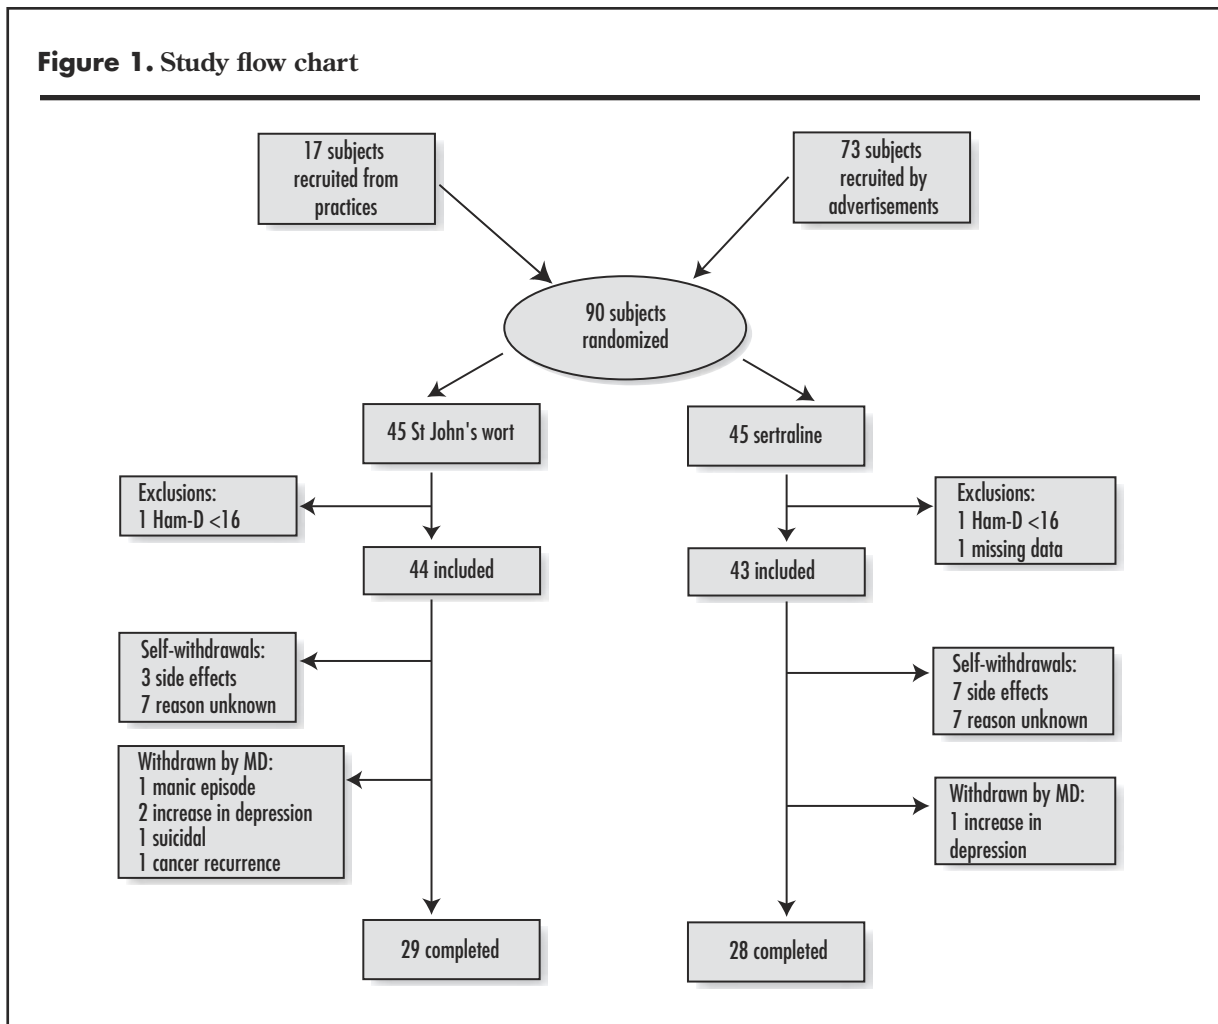 Figure 1. Study flow chart
17 subjects
recruited from
practices
73 subjects
recruited by
advertisements
90 subjects
randomized
45 St John's wort
45 sertraline
Exclusions:
1 Ham-D <16
Exclusions:
1 Ham-D <16
1 missing data
44 included
43 included
Self-withdrawals:
3 side effects
7 reason unknown
Self-withdrawals:
7 side effects
7 reason unknown
Withdrawn by MD:
1 manic episode
2 increase in depression
1 suicidal
1 cancer recurrence
Withdrawn by MD:
1 increase in
depression
29 completed
28 completed